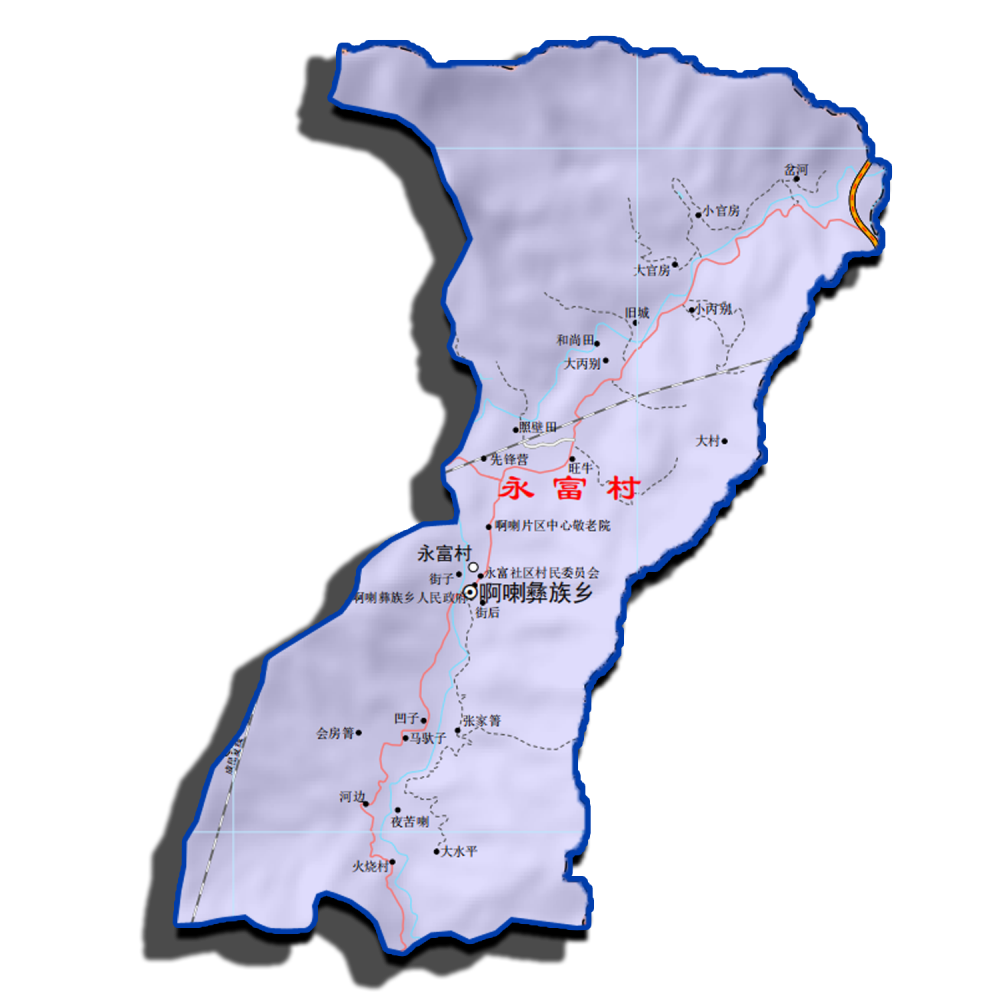 岔河
小官房
大官房
小丙别
旧城
和尚田
大丙别
照壁田
大村
先锋营
旺牛
永富村
啊喇片区中心敬老院
永富村
永富社区村民委员会
街子
啊喇彝族乡人民政府
啊喇彝族乡
街后
凹子
张家箐
会房箐
马驮子
河边
夜苦喇
大水平
火烧村